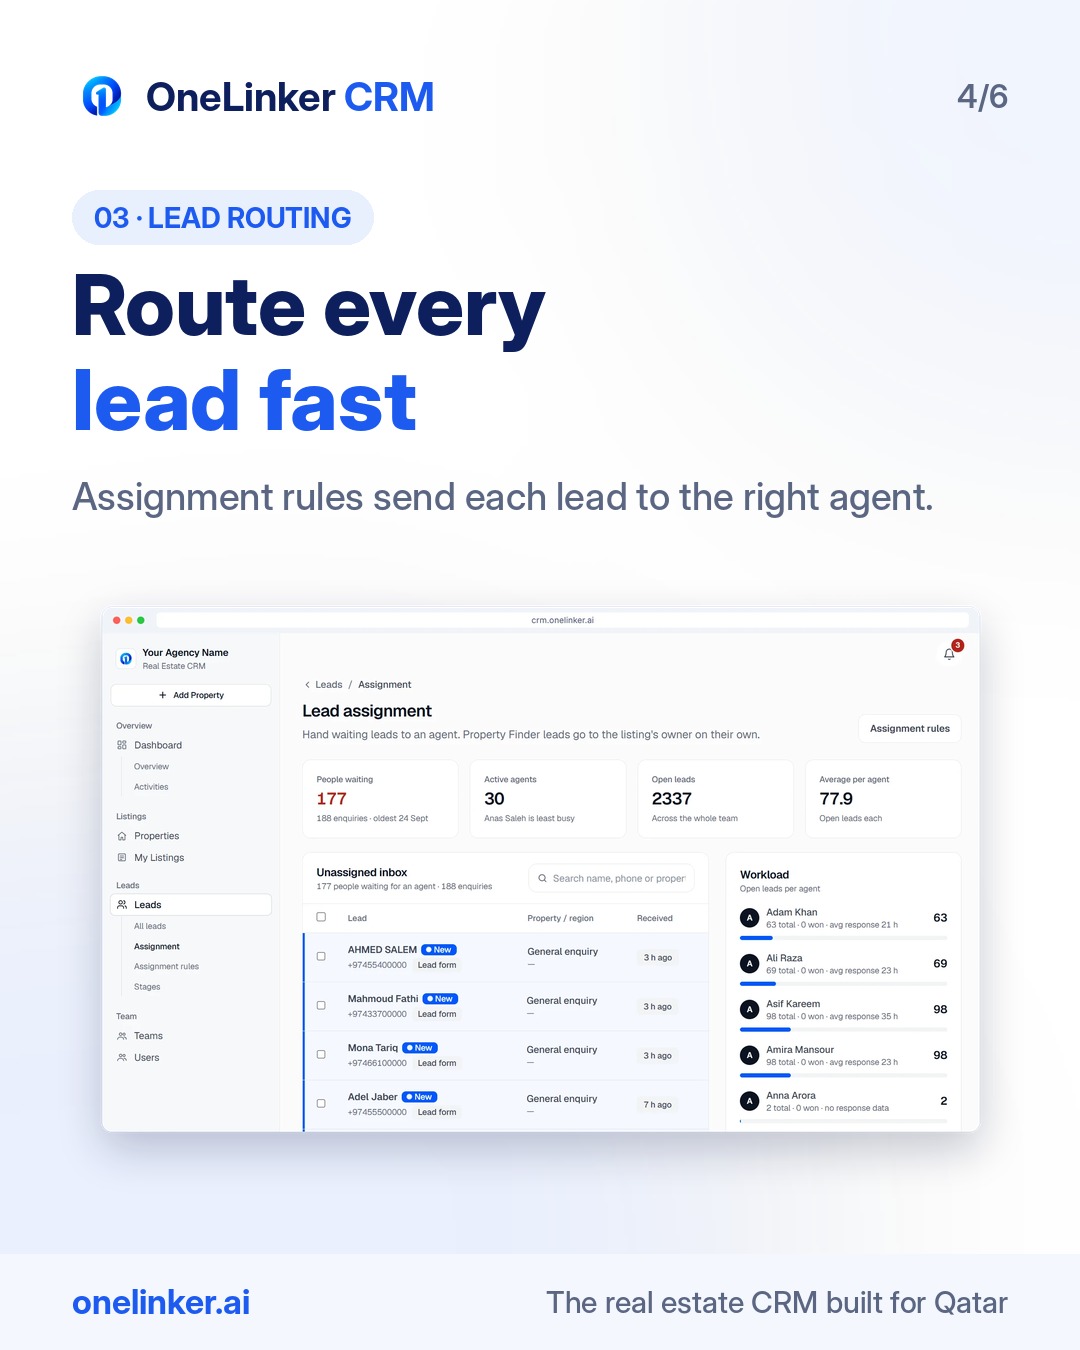 OneLinker CRM
4/6
03 · LEAD ROUTING
Route every
lead fast
Assignment rules send each lead to the right agent.
crm.onelinker.ai
Your Agency Name
Real Estate CRM
+ Add Property
Overview
Dashboard
Overview
Activities
Listings
Properties
My Listings
Leads
Leads
All leads
Assignment
Assignment rules
Stages
Team
Teams
Users
3
< Leads / Assignment
Lead assignment
Hand waiting leads to an agent. Property Finder leads go to the listing's owner on their own.
Assignment rules
People waiting
177
188 enquiries · oldest 24 Sept
Active agents
30
Anas Saleh is least busy
Open leads
2337
Across the whole team
Average per agent
77.9
Open leads each
Unassigned inbox
177 people waiting for an agent · 188 enquiries
Search name, phone or proper
Lead Property / region Received
AHMED SALEM New
+97455400000 Lead form
General enquiry
—
3 h ago
Mahmoud Fathi New
+97433700000 Lead form
General enquiry
—
3 h ago
Mona Tariq New
+97466100000 Lead form
General enquiry
—
3 h ago
Adel Jaber New
+97455500000 Lead form
General enquiry
—
7 h ago
Workload
Open leads per agent
A Adam Khan 63
63 total · 0 won · avg response 21 h
A Ali Raza 69
69 total · 0 won · avg response 23 h
A Asif Kareem 98
98 total · 0 won · avg response 35 h
A Amira Mansour 98
98 total · 0 won · avg response 23 h
A Anna Arora 2
2 total · 0 won · no response data
onelinker.ai
The real estate CRM built for Qatar